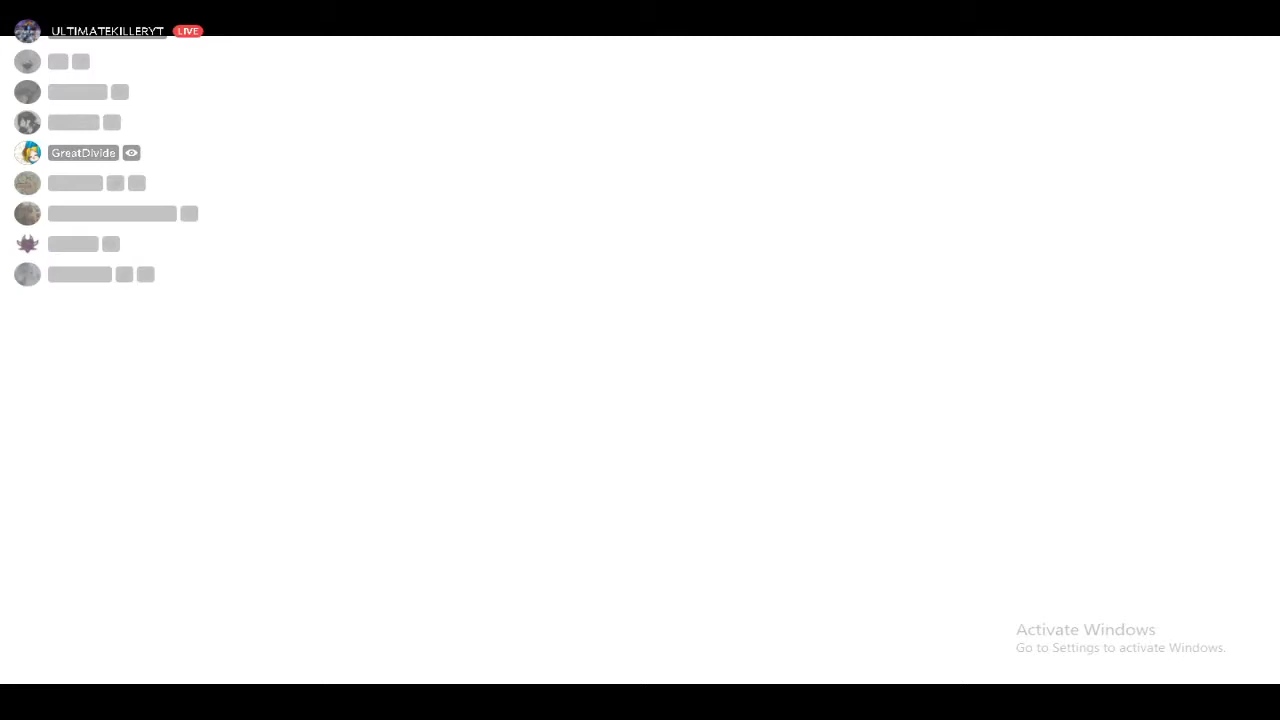 ULTIMATEKILLERYT LIVE
GreatDivide
Activate Windows
Go to Settings to activate Windows.